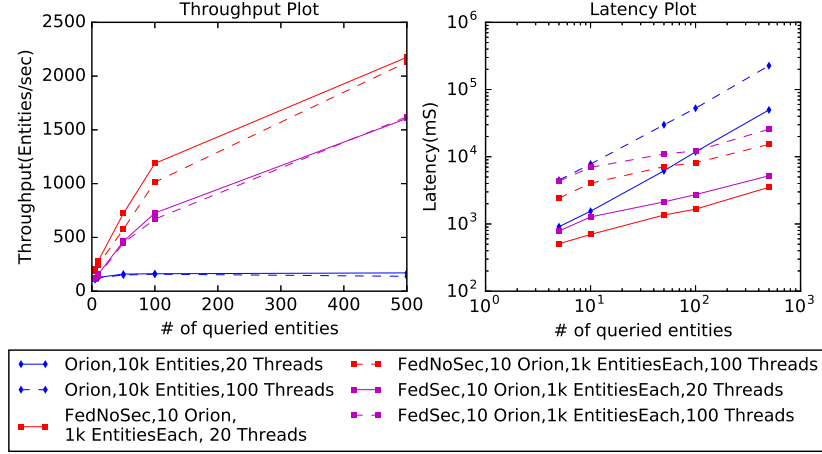 Throughput Plot
Throughput(Entities/sec)
2500
2000
1500
1000
500
0
0 100 200 300 400 500
# of queried entities
Latency Plot
Latency(mS)
10^6
10^5
10^4
10^3
10^2
10^0 10^1 10^2 10^3
# of queried entities
Orion,10k Entities,20 Threads
Orion,10k Entities,100 Threads
FedNoSec,10 Orion,
1k EntitiesEach, 20 Threads
FedNoSec,10 Orion,1k EntitiesEach,100 Threads
FedSec,10 Orion,1k EntitiesEach,20 Threads
FedSec,10 Orion,1k EntitiesEach,100 Threads